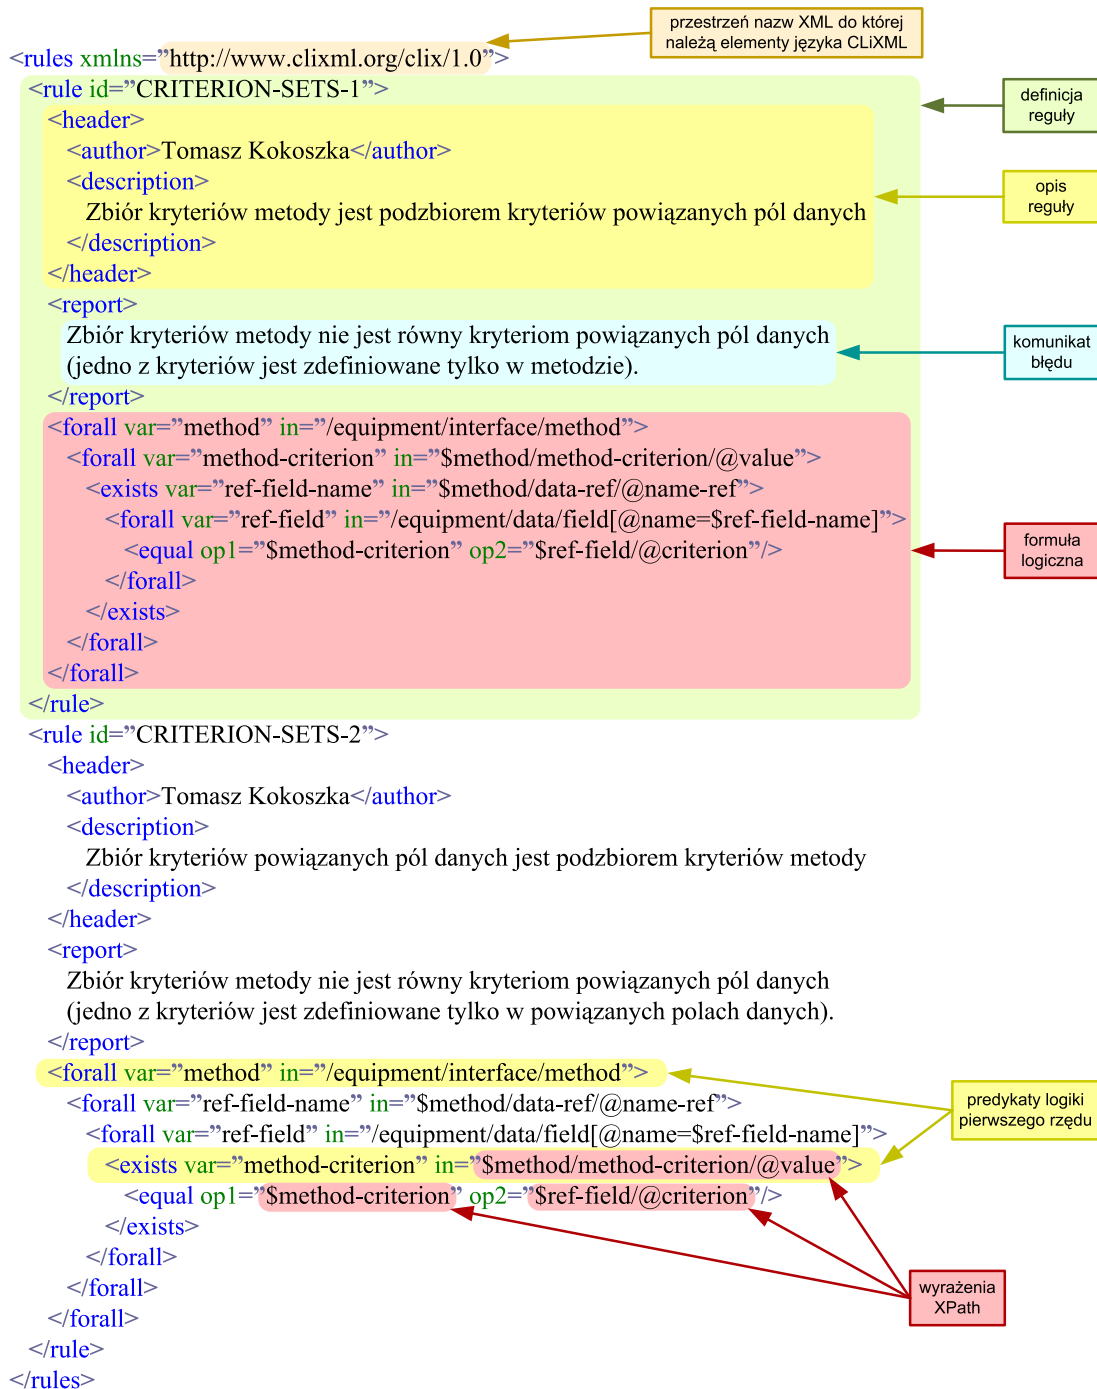 przestrzeń nazw XML do której
należą elementy języka CLiXML
<rules xmlns=”http://www.clixml.org/clix/1.0”>
<rule id=”CRITERION-SETS-1”>
definicja
reguły
<header>
<author>Tomasz Kokoszka</author>
<description>
opis
reguły
Zbiór kryteriów metody jest podzbiorem kryteriów powiązanych pól danych
</description>
</header>
<report>
Zbiór kryteriów metody nie jest równy kryteriom powiązanych pól danych
(jedno z kryteriów jest zdefiniowane tylko w metodzie).
komunikat
błędu
</report>
<forall var=”method” in=”/equipment/interface/method”>
<forall var=”method-criterion” in=”$method/method-criterion/@value”>
<exists var=”ref-field-name” in=”$method/data-ref/@name-ref”>
<forall var=”ref-field” in=”/equipment/data/field[@name=$ref-field-name]”>
<equal op1=”$method-criterion” op2=”$ref-field/@criterion”/>
formuła
logiczna
</forall>
</exists>
</forall>
</forall>
</rule>
<rule id=”CRITERION-SETS-2”>
<header>
<author>Tomasz Kokoszka</author>
<description>
Zbiór kryteriów powiązanych pól danych jest podzbiorem kryteriów metody
</description>
</header>
<report>
Zbiór kryteriów metody nie jest równy kryteriom powiązanych pól danych
(jedno z kryteriów jest zdefiniowane tylko w powiązanych polach danych).
</report>
<forall var=”method” in=”/equipment/interface/method”>
<forall var=”ref-field-name” in=”$method/data-ref/@name-ref”>
predykaty logiki
pierwszego rzędu
<forall var=”ref-field” in=”/equipment/data/field[@name=$ref-field-name]”>
<exists var=”method-criterion” in=”$method/method-criterion/@value”>
<equal op1=”$method-criterion” op2=”$ref-field/@criterion”/>
</exists>
</forall>
</forall>
wyrażenia
XPath
</forall>
</rule>
</rules>